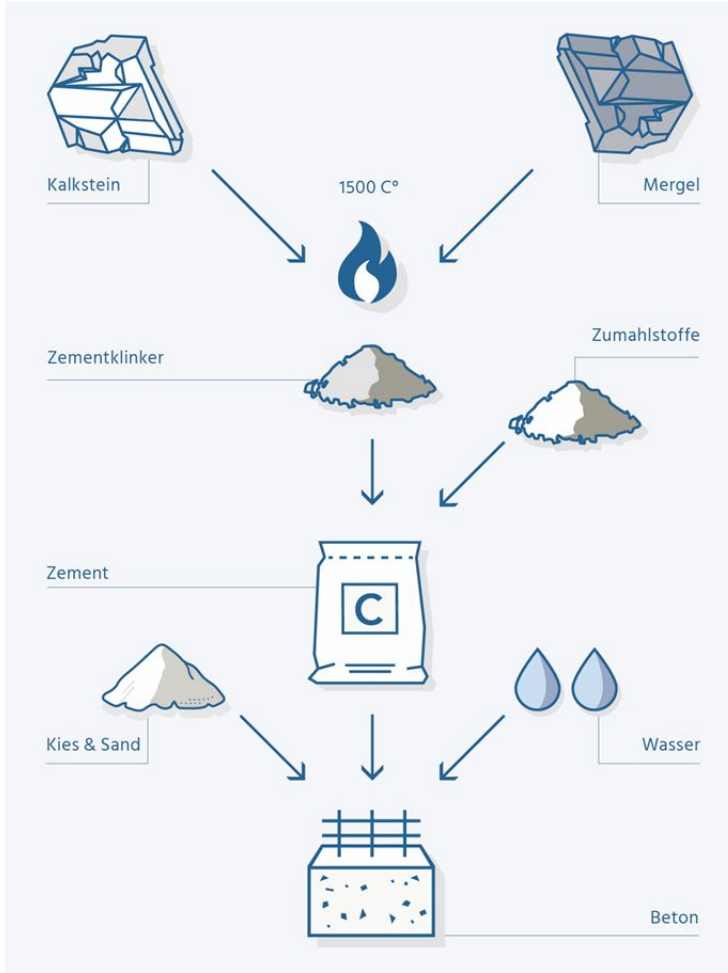 Kalkstein
Mergel
1500 C°
Zumahlstoffe
Zementklinker
Zement
C
Kies & Sand
Wasser
Beton